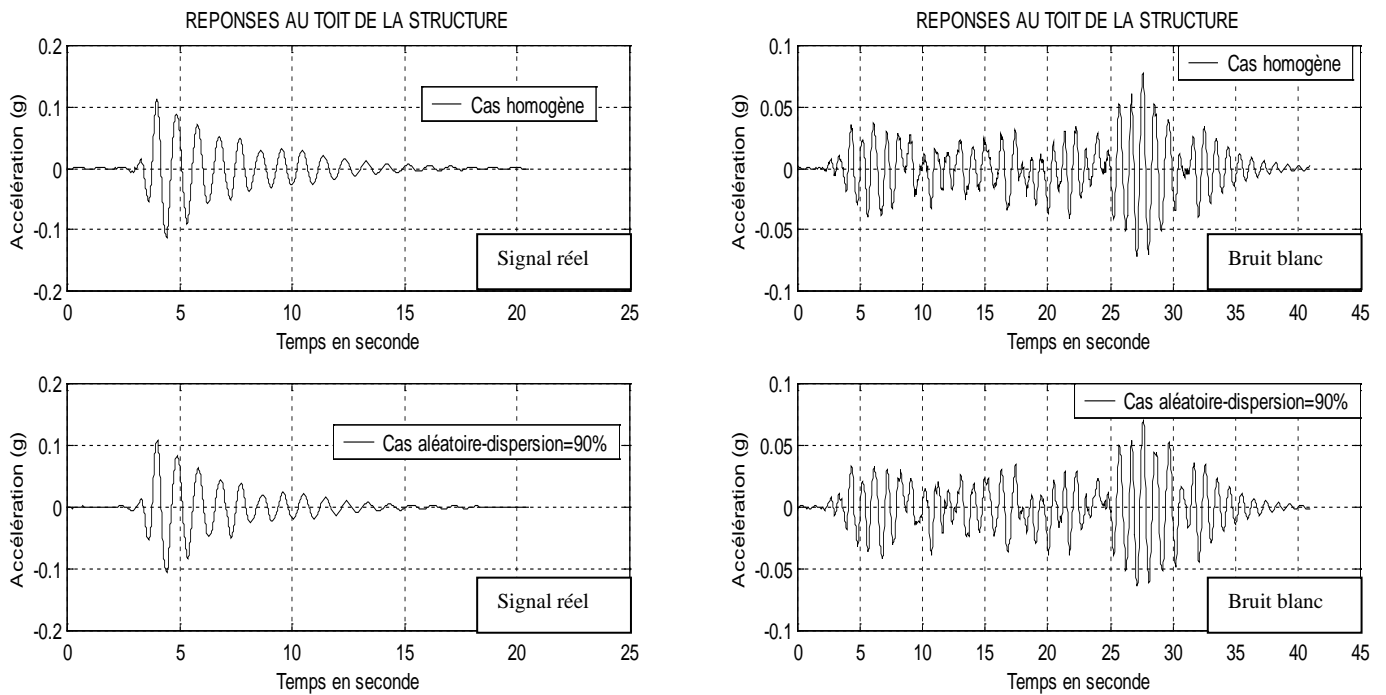 REPONSES AU TOIT DE LA STRUCTURE
0.2
0.1
0
-0.1
-0.2
Accélération (g)
Cas homogène
Signal réel
0 5 10 15 20 25
Temps en seconde
REPONSES AU TOIT DE LA STRUCTURE
0.1
0.05
0
-0.05
-0.1
Accélération (g)
Cas homogène
Bruit blanc
0 5 10 15 20 25 30 35 40 45
Temps en seconde
0.2
0.1
0
-0.1
-0.2
Accélération (g)
Cas aléatoire-dispersion=90%
Signal réel
0 5 10 15 20 25
Temps en seconde
0.1
0.05
0
-0.05
-0.1
Accélération (g)
Cas aléatoire-dispersion=90%
Bruit blanc
0 5 10 15 20 25 30 35 40 45
Temps en seconde